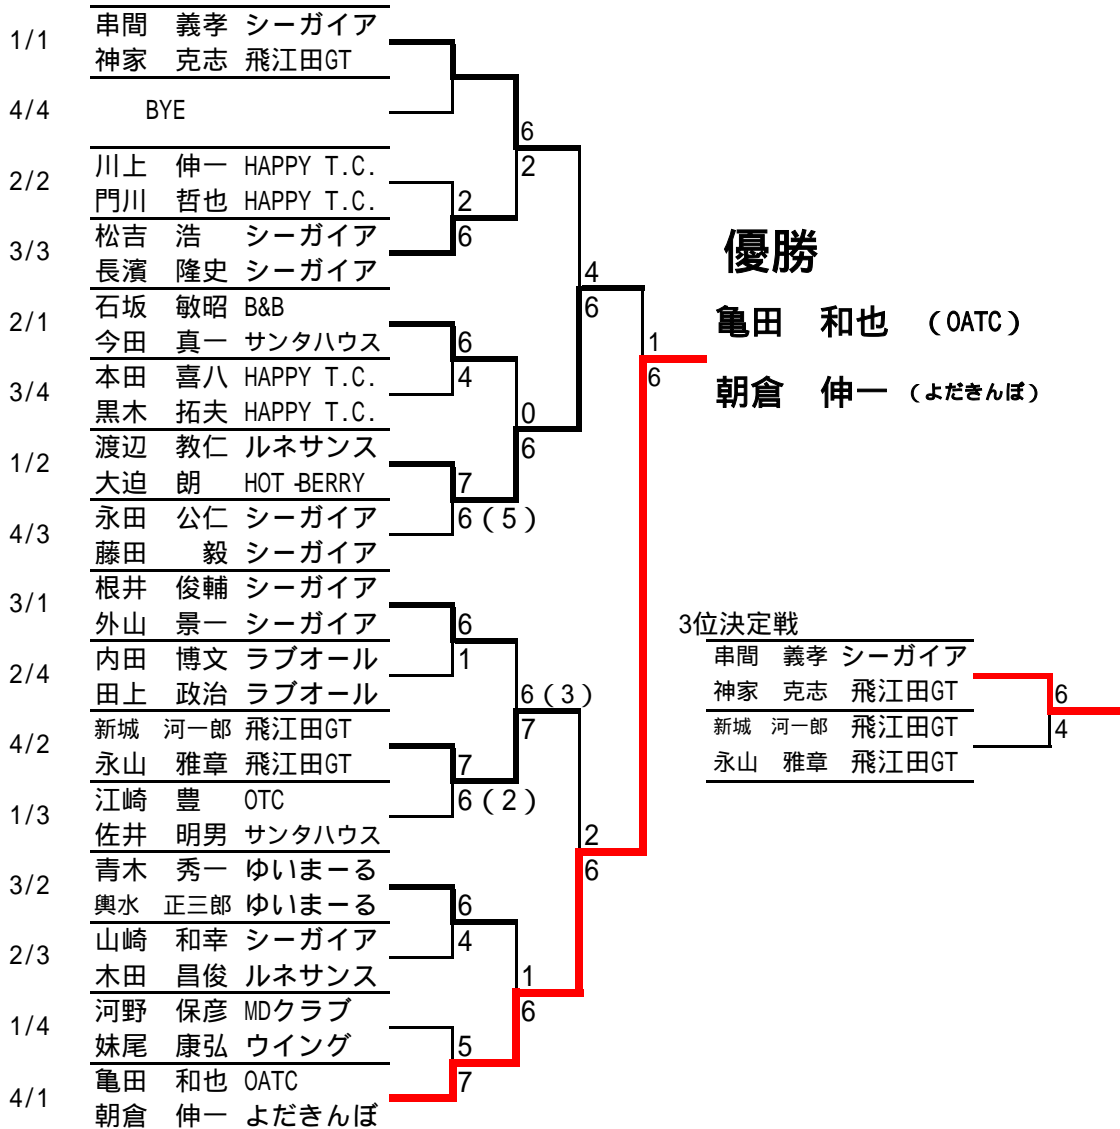 1/1
串間 義孝 シーガイア
神家 克志 飛江田GT
4/4
BYE
6
2
2/2
川上 伸一 HAPPY T.C.
門川 哲也 HAPPY T.C.
2
6
3/3
松吉 浩 シーガイア
長濱 隆史 シーガイア
4
6
2/1
石坂 敏昭 B&B
今田 真一 サンタハウス
6
4
3/4
本田 喜八 HAPPY T.C.
黒木 拓夫 HAPPY T.C.
0
6
1/2
渡辺 教仁 ルネサンス
大迫 朗 HOT-BERRY
7
6(5)
4/3
永田 公仁 シーガイア
藤田 毅 シーガイア
1
6
優勝
亀田 和也 (OATC)
朝倉 伸一 (よだきんぼ)
3/1
根井 俊輔 シーガイア
外山 景一 シーガイア
6
1
2/4
内田 博文 ラブオール
田上 政治 ラブオール
6(3)
7
4/2
新城 河一郎 飛江田GT
永山 雅章 飛江田GT
7
6(2)
1/3
江崎 豊 OTC
佐井 明男 サンタハウス
2
6
3/2
青木 秀一 ゆいまーる
輿水 正三郎 ゆいまーる
6
4
2/3
山崎 和幸 シーガイア
木田 昌俊 ルネサンス
1
6
1/4
河野 保彦 MDクラブ
妹尾 康弘 ウイング
5
7
4/1
亀田 和也 OATC
朝倉 伸一 よだきんぼ
3位決定戦
串間 義孝 シーガイア
神家 克志 飛江田GT
6
4
新城 河一郎 飛江田GT
永山 雅章 飛江田GT